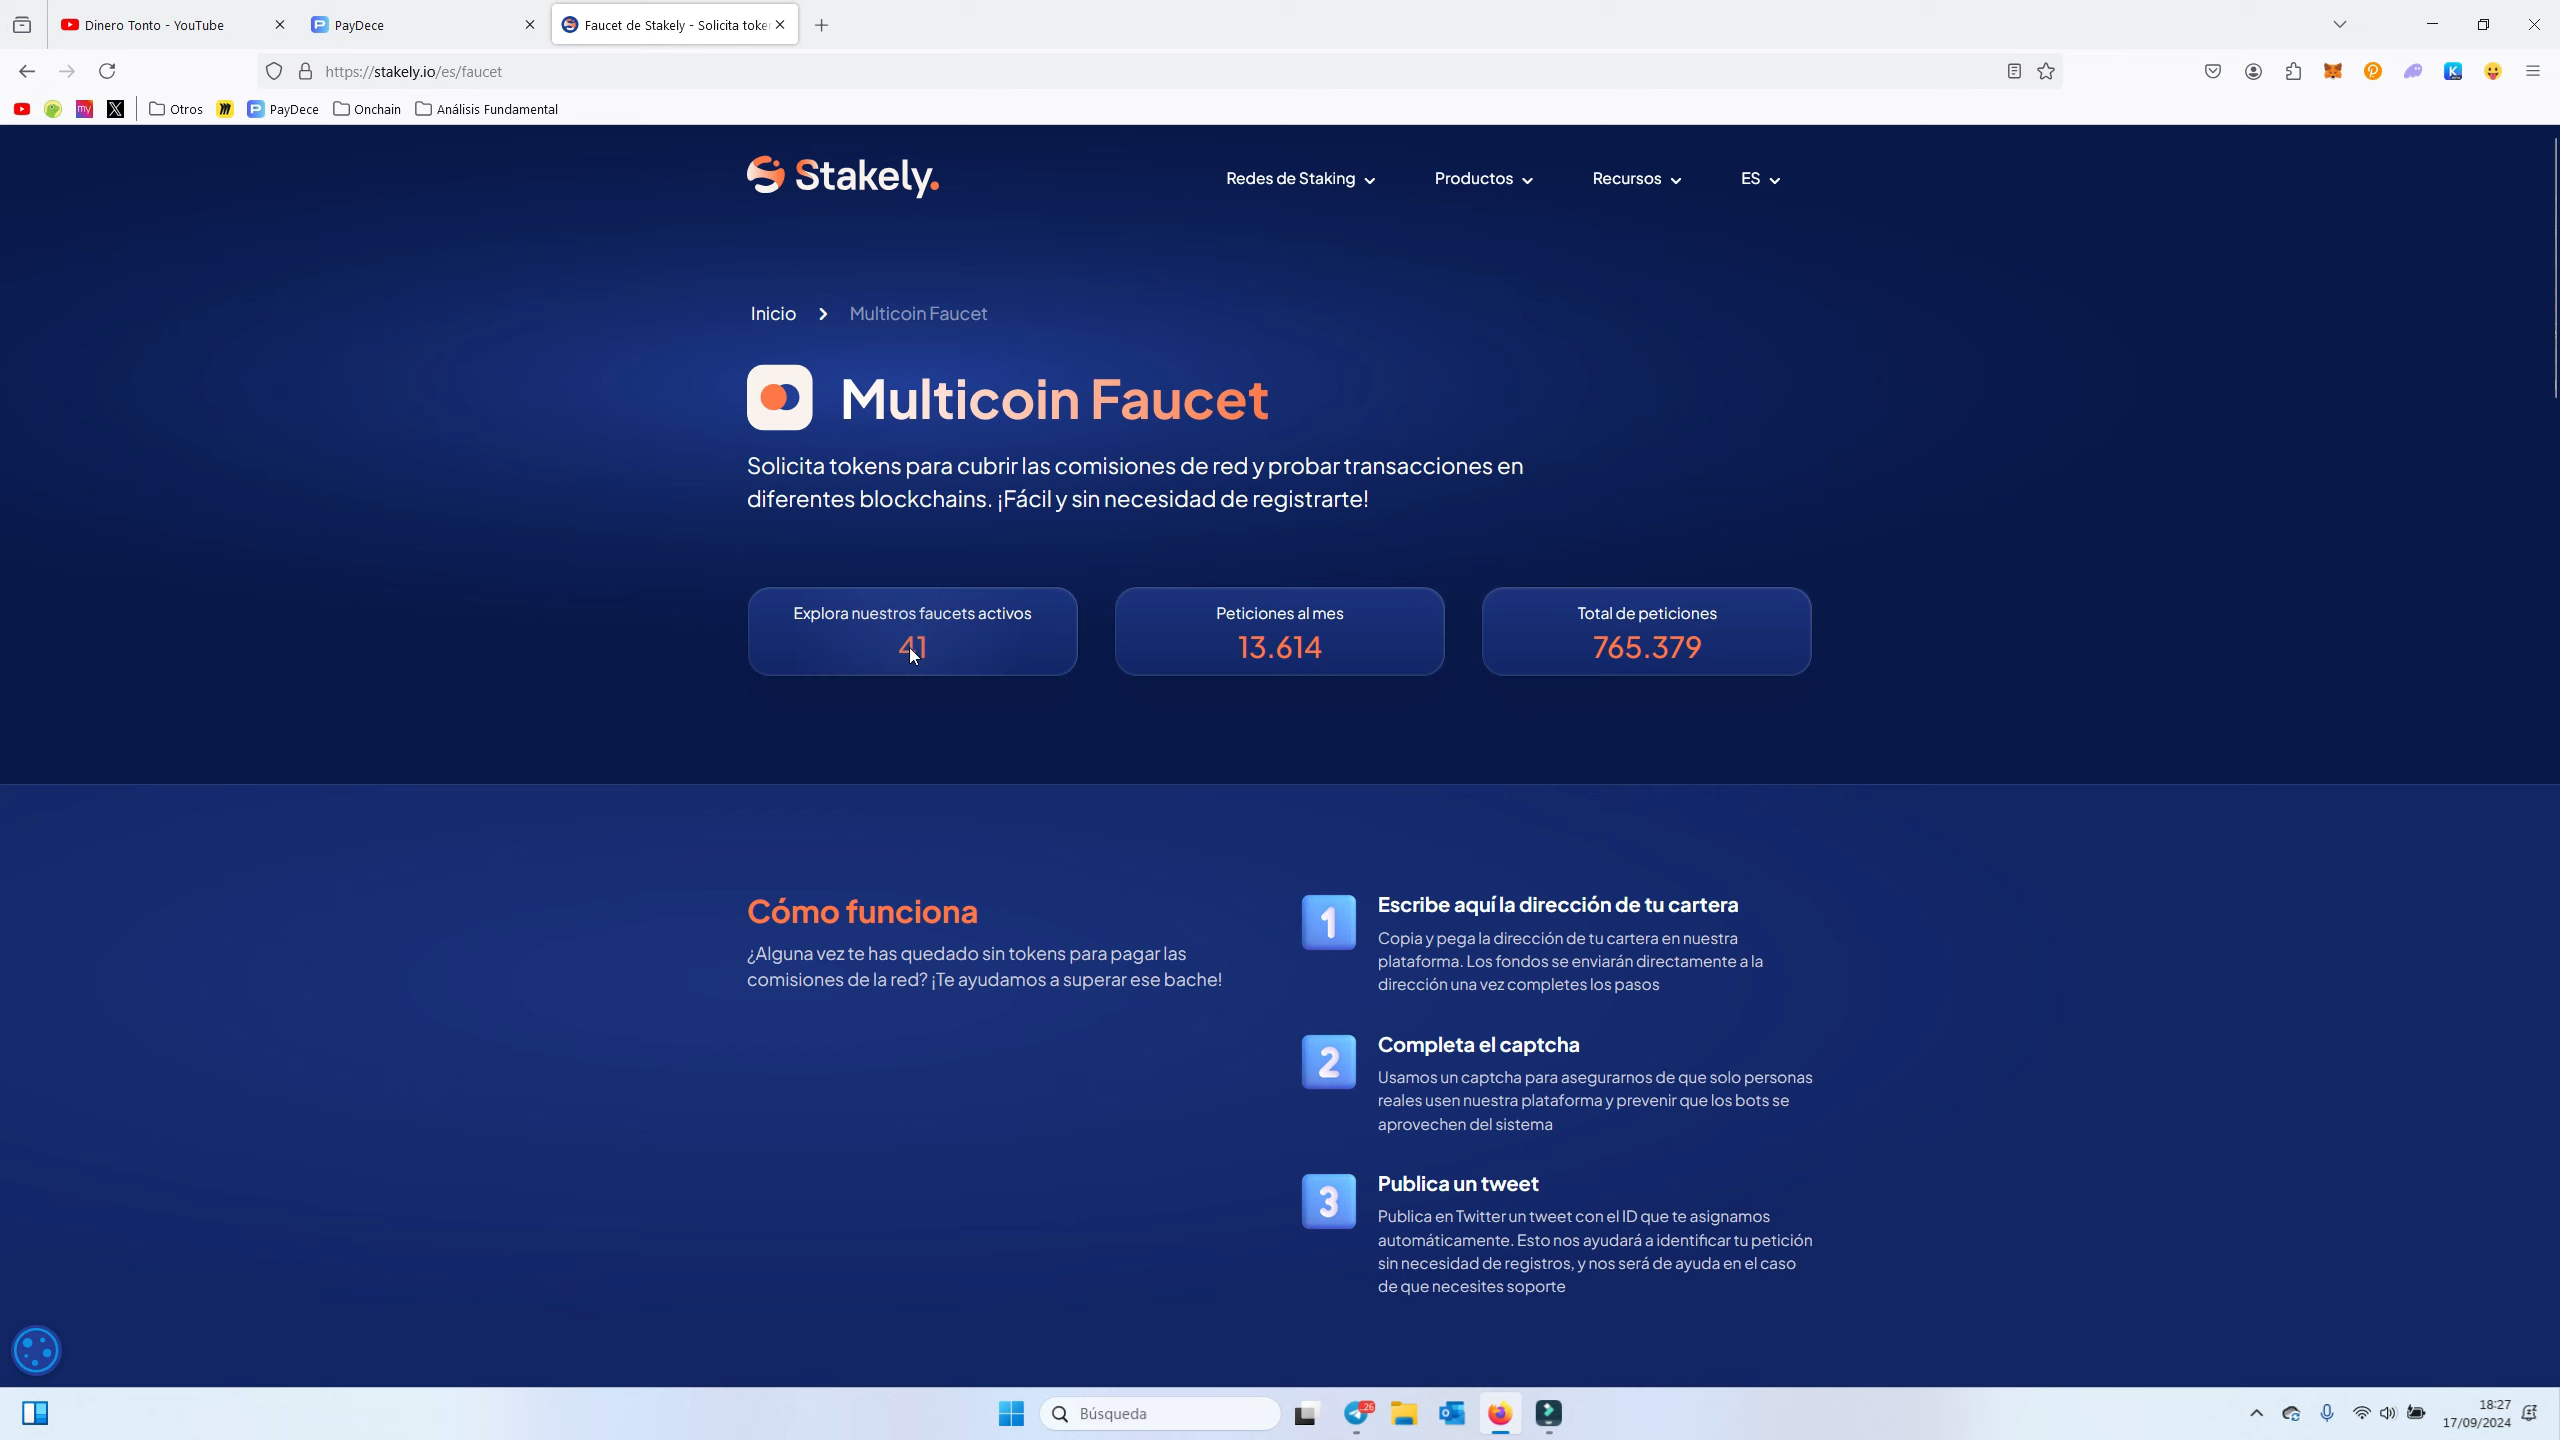 Dinero Tonto - YouTube
PayDece
Faucet de Stakely - Solicita toke
https://stakely.io/es/faucet
my
Otros
PayDece
Onchain
Análisis Fundamental
Stakely.
Redes de Staking
Productos
Recursos
ES
Inicio
Multicoin Faucet
Multicoin Faucet
Solicita tokens para cubrir las comisiones de red y probar transacciones en
diferentes blockchains. ¡Fácil y sin necesidad de registrarte!
Explora nuestros faucets activos
41
Peticiones al mes
13.614
Total de peticiones
765.379
Cómo funciona
¿Alguna vez te has quedado sin tokens para pagar las
comisiones de la red? ¡Te ayudamos a superar ese bache!
1
Escribe aquí la dirección de tu cartera
Copia y pega la dirección de tu cartera en nuestra
plataforma. Los fondos se enviarán directamente a la
dirección una vez completes los pasos
2
Completa el captcha
Usamos un captcha para asegurarnos de que solo personas
reales usen nuestra plataforma y prevenir que los bots se
aprovechen del sistema
3
Publica un tweet
Publica en Twitter un tweet con el ID que te asignamos
automáticamente. Esto nos ayudará a identificar tu petición
sin necesidad de registros, y nos será de ayuda en el caso
de que necesites soporte
Búsqueda
18:27
17/09/2024